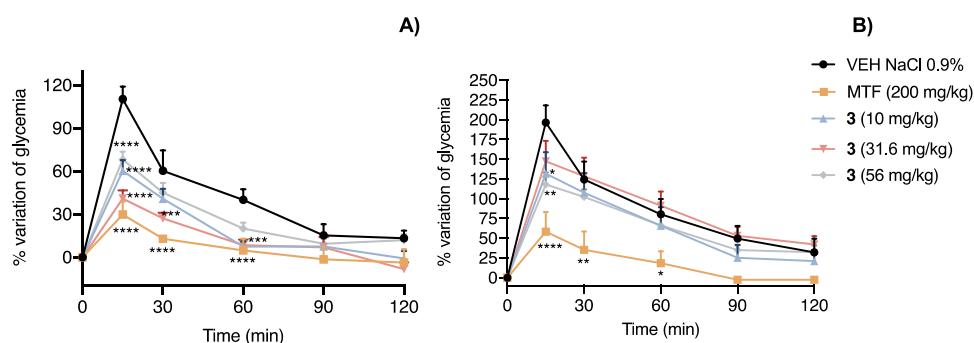 A)
% variation of glycemia
120
90
60
30
0
****
****
****
****
****
***
****
****
0 30 60 90 120
Time (min)
B)
% variation of glycemia
250
225
200
175
150
125
100
75
50
25
0
*
**
****
**
*
0 30 60 90 120
Time (min)
VEH NaCl 0.9%
MTF (200 mg/kg)
3 (10 mg/kg)
3 (31.6 mg/kg)
3 (56 mg/kg)